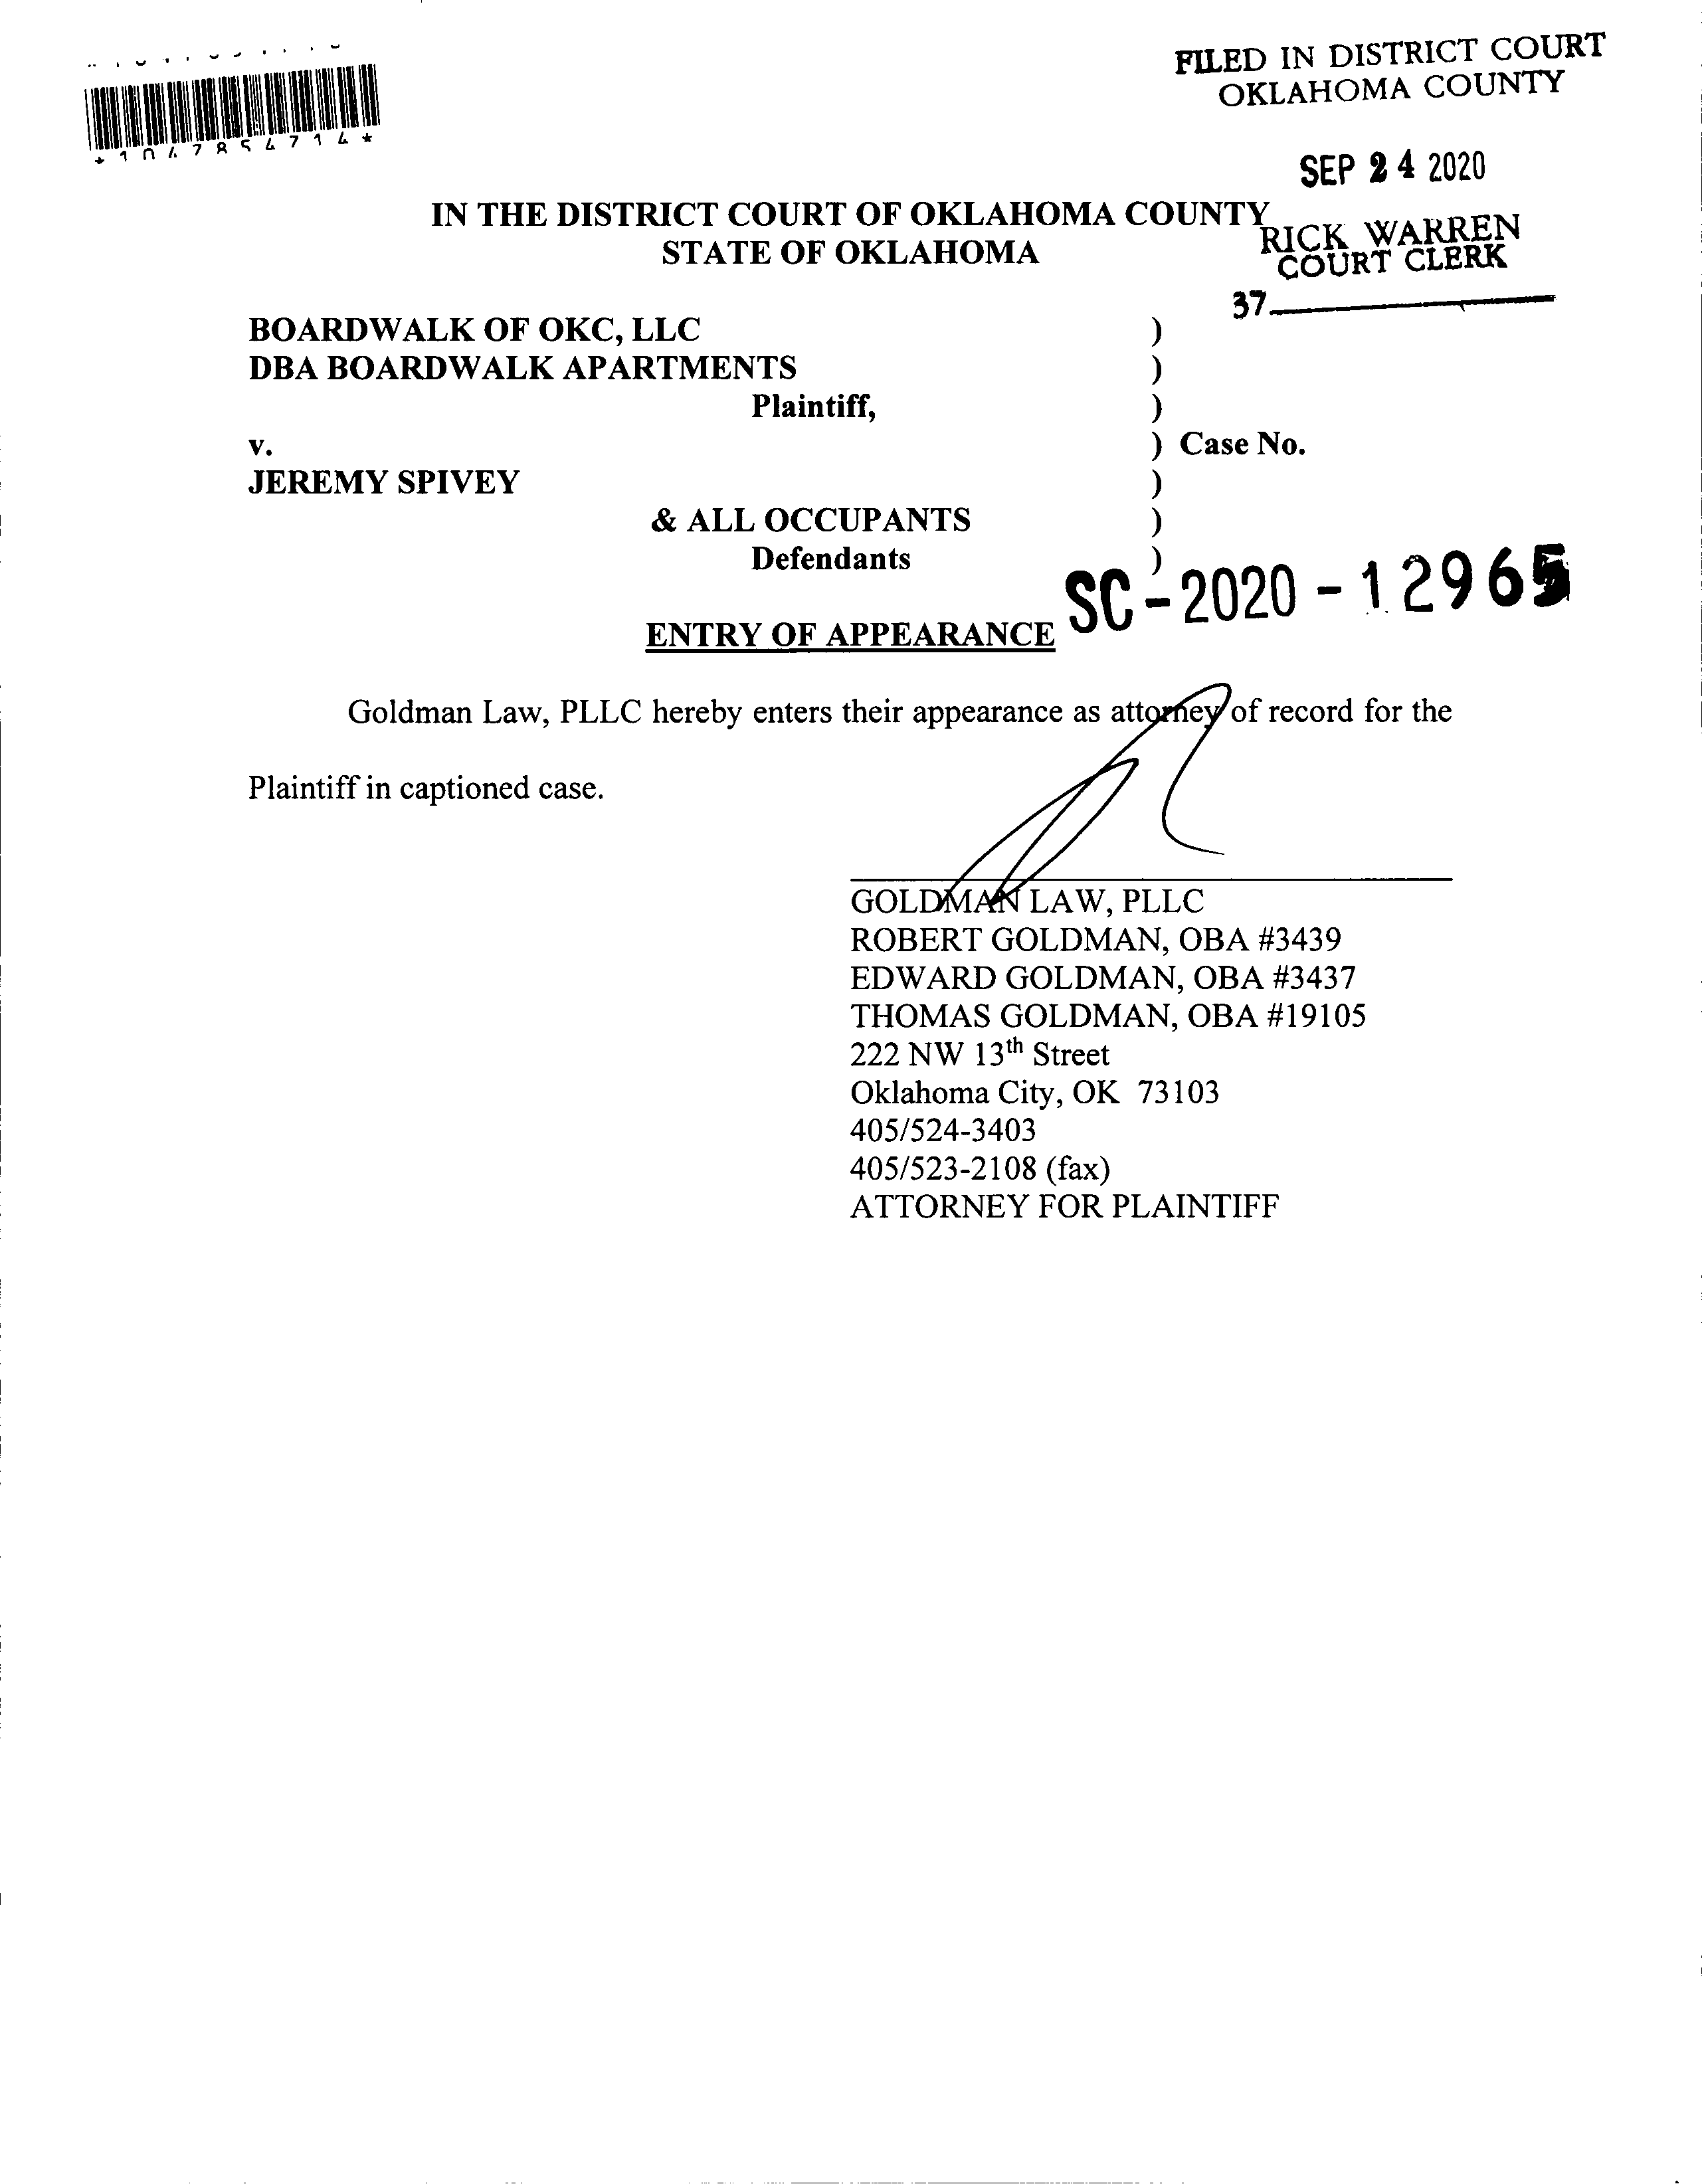 FILED IN DISTRICT COURT
OKLAHOMA COUNTY
*1047854714*
SEP 24 2020
IN THE DISTRICT COURT OF OKLAHOMA COUNTY
STATE OF OKLAHOMA
RICK WARREN
COURT CLERK
37
BOARDWALK OF OKC, LLC )
DBA BOARDWALK APARTMENTS )
Plaintiff, )
v. ) Case No.
JEREMY SPIVEY )
& ALL OCCUPANTS )
Defendants )
SC-2020-12965
ENTRY OF APPEARANCE
Goldman Law, PLLC hereby enters their appearance as attorney of record for the
Plaintiff in captioned case.
GOLDMAN LAW, PLLC
ROBERT GOLDMAN, OBA #3439
EDWARD GOLDMAN, OBA #3437
THOMAS GOLDMAN, OBA #19105
222 NW 13th Street
Oklahoma City, OK 73103
405/524-3403
405/523-2108 (fax)
ATTORNEY FOR PLAINTIFF